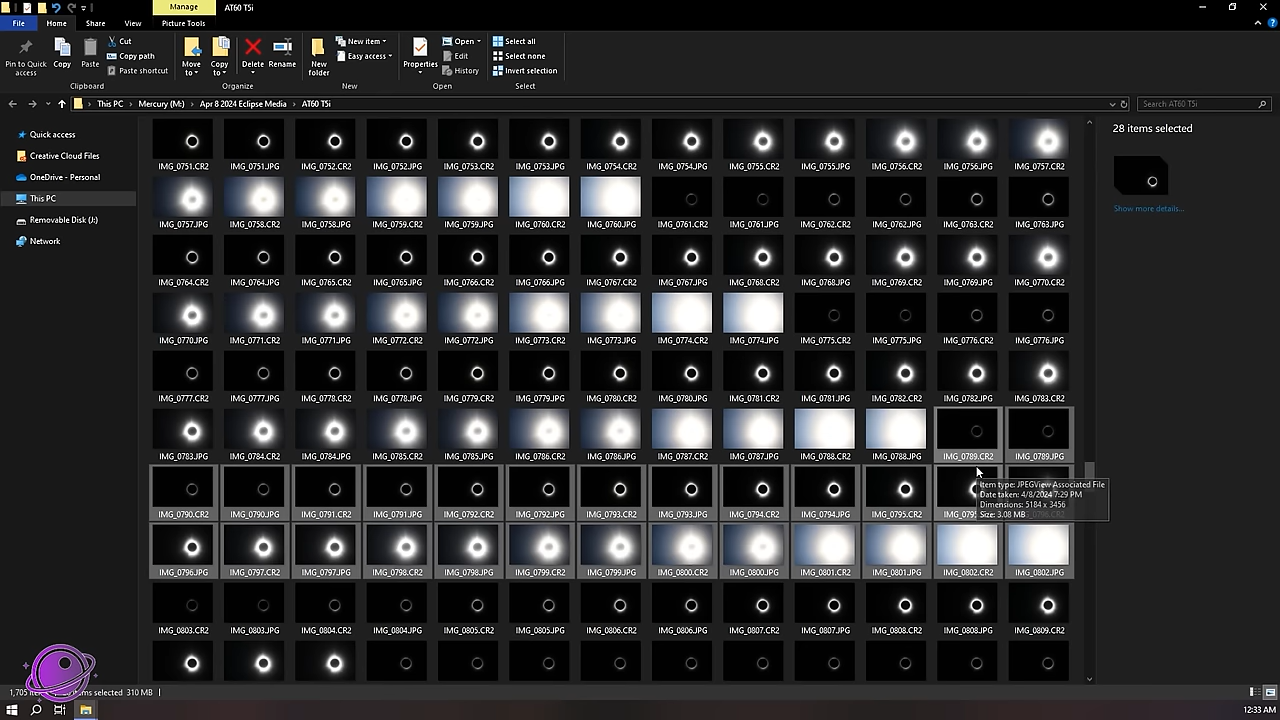 Manage
AT60 T5i
File
Home
Share
View
Picture Tools
Pin to Quick access
Copy
Paste
Cut
Copy path
Paste shortcut
Move to
Copy to
Delete
Rename
New folder
New item
Easy access
Properties
Open
Edit
History
Select all
Select none
Invert selection
Clipboard
Organize
New
Open
Select
This PC
Mercury (M:)
Apr 8 2024 Eclipse Media
AT60 T5i
Search AT60 T5i
Quick access
Creative Cloud Files
OneDrive - Personal
This PC
Removable Disk (J:)
Network
IMG_0751.CR2 IMG_0751.JPG IMG_0752.CR2 IMG_0752.JPG IMG_0753.CR2 IMG_0753.JPG IMG_0754.CR2 IMG_0754.JPG IMG_0755.CR2 IMG_0755.JPG IMG_0756.CR2 IMG_0756.JPG IMG_0757.CR2
IMG_0757.JPG IMG_0758.CR2 IMG_0758.JPG IMG_0759.CR2 IMG_0759.JPG IMG_0760.CR2 IMG_0760.JPG IMG_0761.CR2 IMG_0761.JPG IMG_0762.CR2 IMG_0762.JPG IMG_0763.CR2 IMG_0763.JPG
IMG_0764.CR2 IMG_0764.JPG IMG_0765.CR2 IMG_0765.JPG IMG_0766.CR2 IMG_0766.JPG IMG_0767.CR2 IMG_0767.JPG IMG_0768.CR2 IMG_0768.JPG IMG_0769.CR2 IMG_0769.JPG IMG_0770.CR2
IMG_0770.JPG IMG_0771.CR2 IMG_0771.JPG IMG_0772.CR2 IMG_0772.JPG IMG_0773.CR2 IMG_0773.JPG IMG_0774.CR2 IMG_0774.JPG IMG_0775.CR2 IMG_0775.JPG IMG_0776.CR2 IMG_0776.JPG
IMG_0777.CR2 IMG_0777.JPG IMG_0778.CR2 IMG_0778.JPG IMG_0779.CR2 IMG_0779.JPG IMG_0780.CR2 IMG_0780.JPG IMG_0781.CR2 IMG_0781.JPG IMG_0782.CR2 IMG_0782.JPG IMG_0783.CR2
IMG_0783.JPG IMG_0784.CR2 IMG_0784.JPG IMG_0785.CR2 IMG_0785.JPG IMG_0786.CR2 IMG_0786.JPG IMG_0787.CR2 IMG_0787.JPG IMG_0788.CR2 IMG_0788.JPG IMG_0789.CR2 IMG_0789.JPG
IMG_0790.CR2 IMG_0790.JPG IMG_0791.CR2 IMG_0791.JPG IMG_0792.CR2 IMG_0792.JPG IMG_0793.CR2 IMG_0793.JPG IMG_0794.CR2 IMG_0794.JPG IMG_0795.CR2
IMG_0796.JPG IMG_0797.CR2 IMG_0797.JPG IMG_0798.CR2 IMG_0798.JPG IMG_0799.CR2 IMG_0799.JPG IMG_0800.CR2 IMG_0800.JPG IMG_0801.CR2 IMG_0801.JPG IMG_0802.CR2 IMG_0802.JPG
IMG_0803.CR2 IMG_0803.JPG IMG_0804.CR2 IMG_0804.JPG IMG_0805.CR2 IMG_0805.JPG IMG_0806.CR2 IMG_0806.JPG IMG_0807.CR2 IMG_0807.JPG IMG_0808.CR2 IMG_0808.JPG IMG_0809.CR2
Item type: JPEGView Associated File
Date taken: 4/8/2024 7:29 PM
Dimensions: 5184 x 3456
Size: 3.08 MB
28 items selected
Show more details...
1,705 items selected 310 MB
12:33 AM